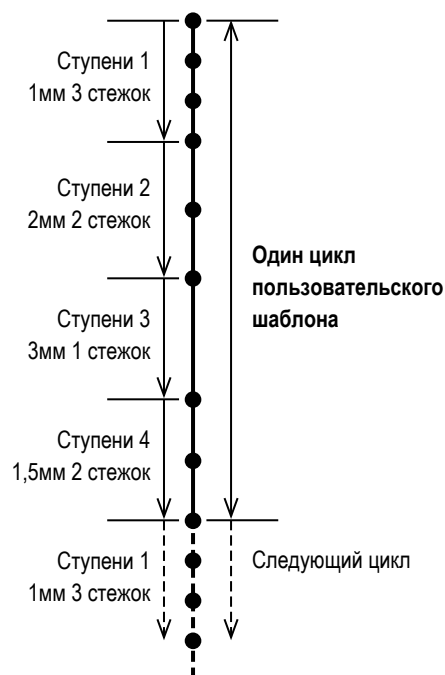 Ступени 1
1мм 3 стежок
Ступени 2
2мм 2 стежок
Один цикл
пользовательского
шаблона
Ступени 3
3мм 1 стежок
Ступени 4
1,5мм 2 стежок
Ступени 1
1мм 3 стежок
Следующий цикл